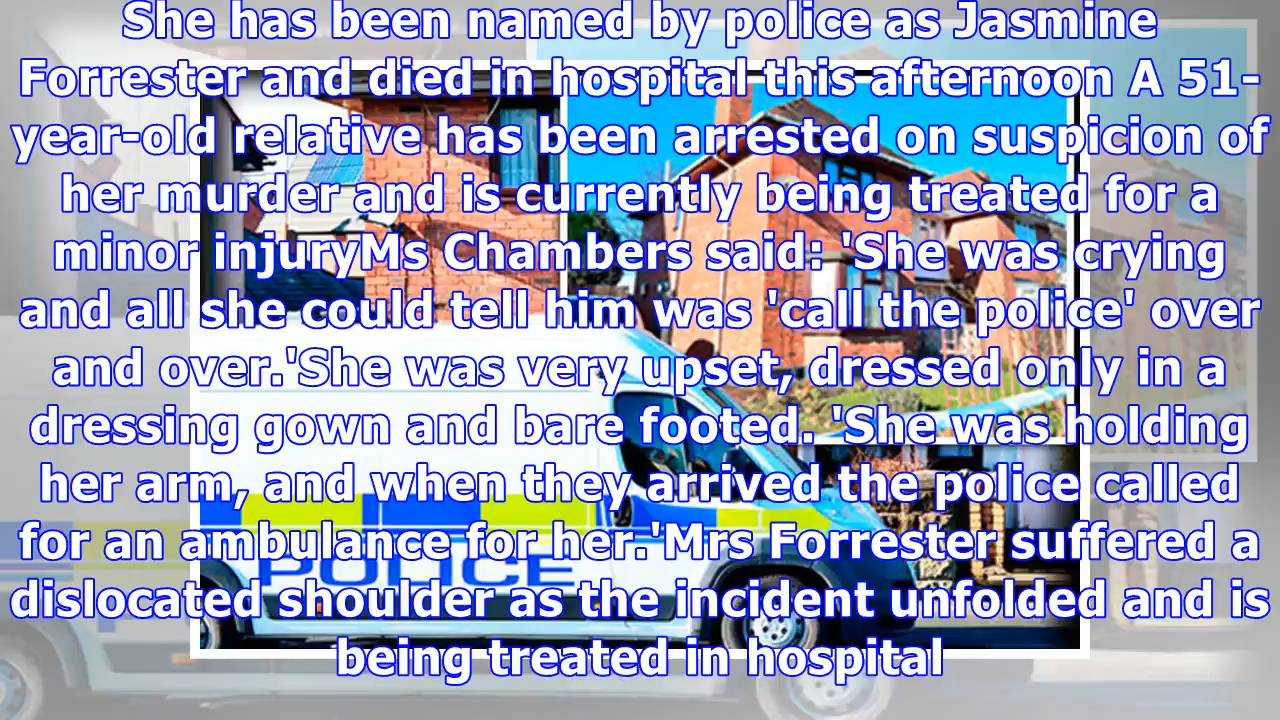 She has been named by police as Jasmine
Forrester and died in hospital this afternoon A 51-
year-old relative has been arrested on suspicion of
her murder and is currently being treated for a
minor injuryMs Chambers said: 'She was crying
and all she could tell him was 'call the police' over
and over.'She was very upset, dressed only in a
dressing gown and bare footed. 'She was holding
her arm, and when they arrived the police called
for an ambulance for her.'Mrs Forrester suffered a
POLICE
dislocated shoulder as the incident unfolded and is
being treated in hospital